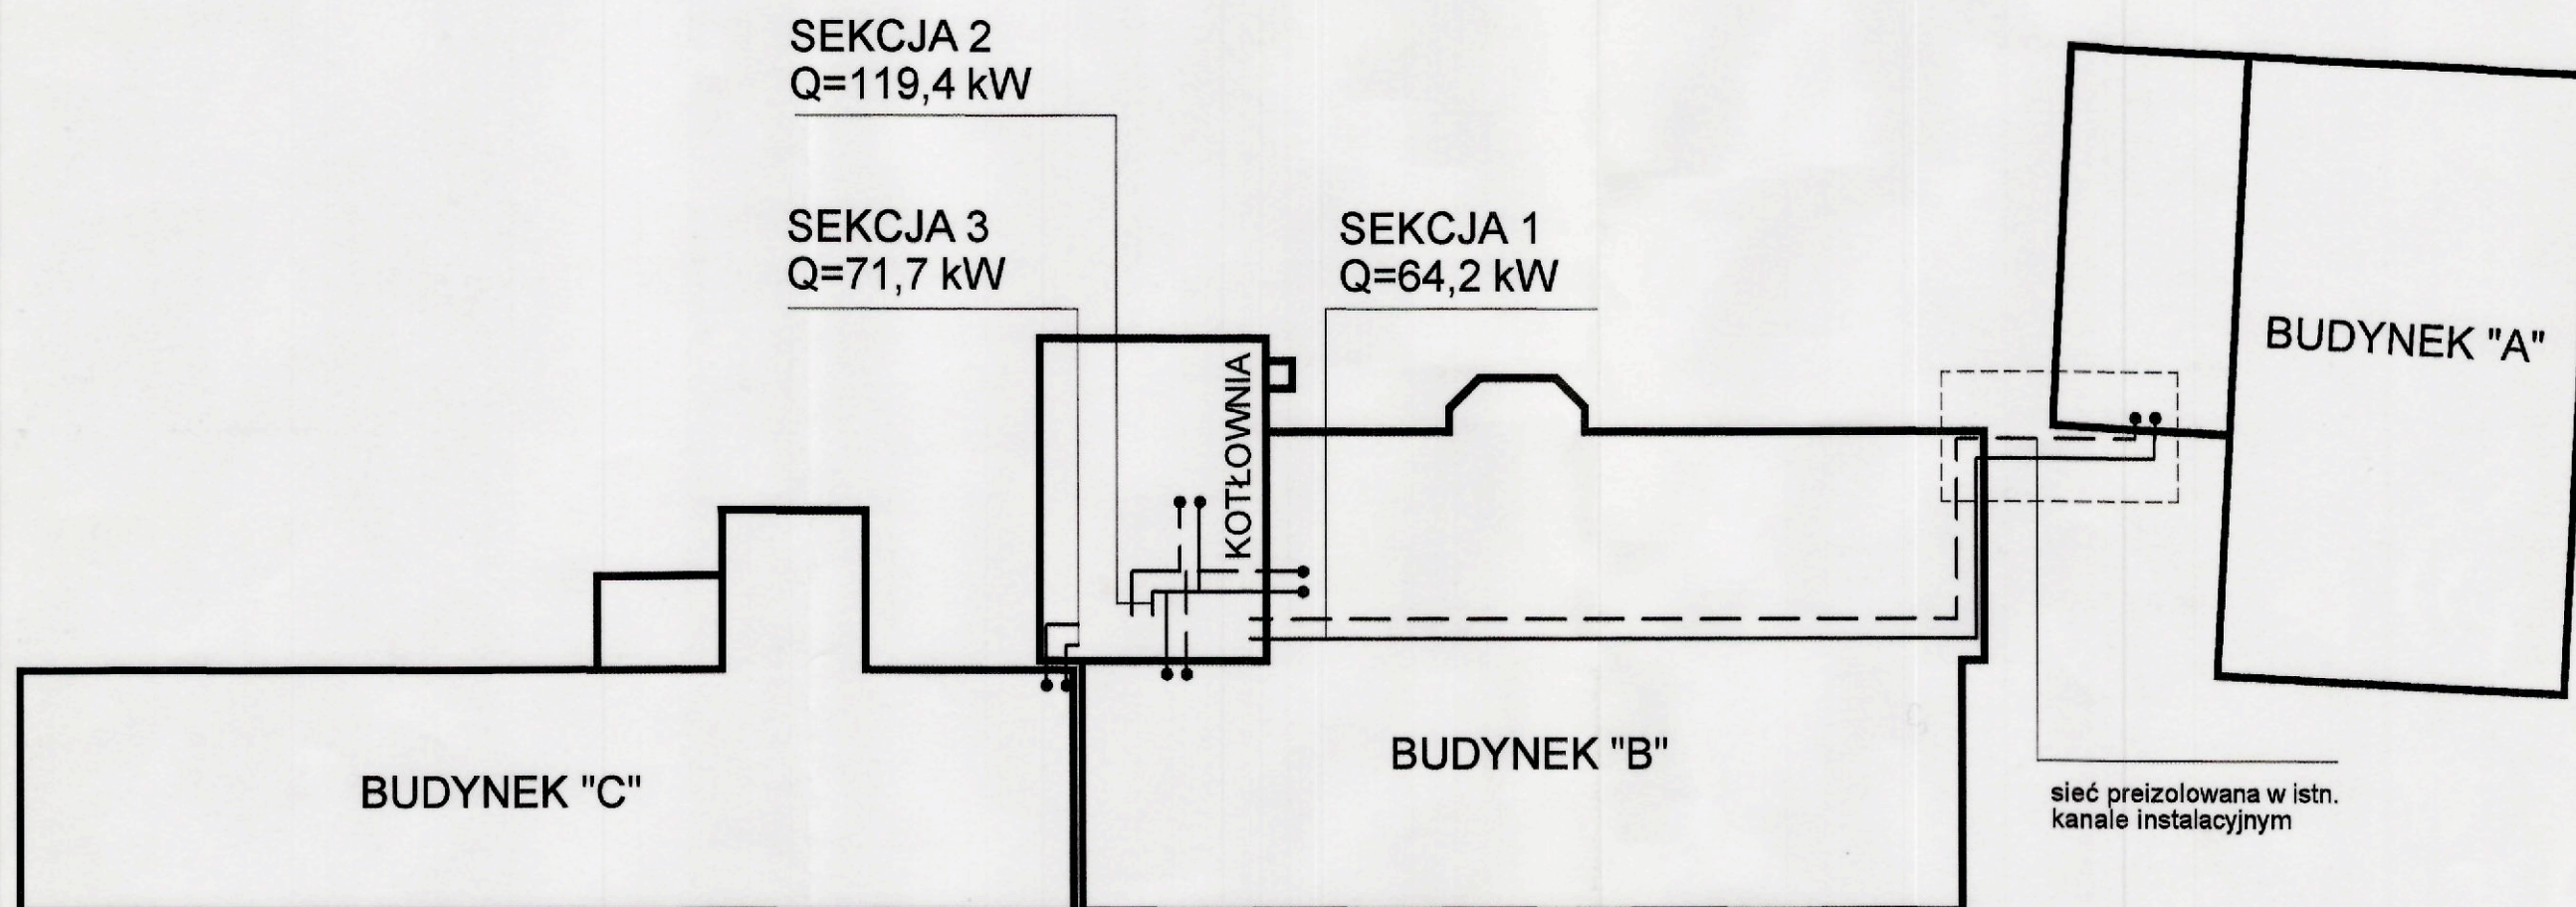 SEKCJA 2
Q=119,4 kW
SEKCJA 3
Q=71,7 kW
SEKCJA 1
Q=64,2 kW
BUDYNEK "A"
KOTŁOWNIA
BUDYNEK "B"
BUDYNEK "C"
sieć preizolowana w istn.
kanale instalacyjnym